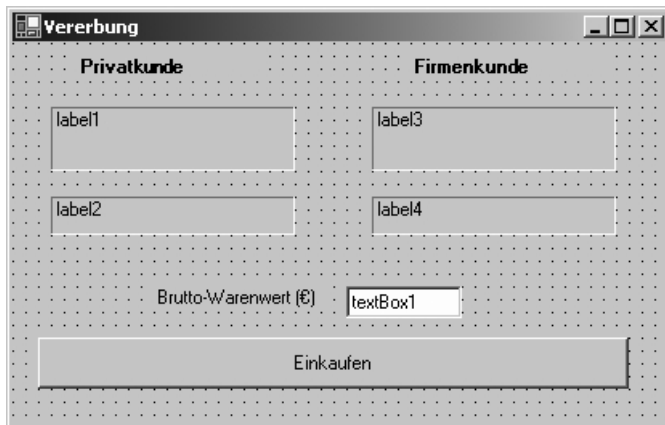 Vererbung
Privatkunde Firmenkunde
label1 label3
label2 label4
Brutto-Warenwert (€) textBox1
Einkaufen